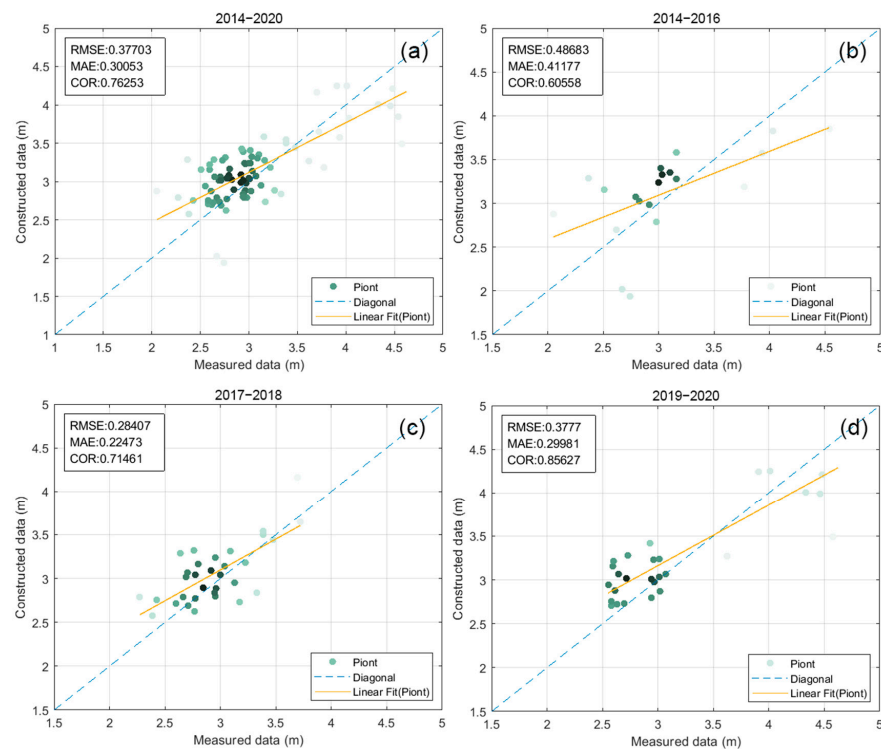 2014-2020
RMSE:0.37703
MAE:0.30053
COR:0.76253
(a)
5
4.5
4
3.5
3
2.5
2
1.5
1
Constructed data (m)
Piont
Diagonal
Linear Fit(Piont)
1 1.5 2 2.5 3 3.5 4 4.5 5
Measured data (m)
2014-2016
RMSE:0.48683
MAE:0.41177
COR:0.60558
(b)
5
4.5
4
3.5
3
2.5
2
1.5
Constructed data (m)
Piont
Diagonal
Linear Fit(Piont)
1.5 2 2.5 3 3.5 4 4.5 5
Measured data (m)
2017-2018
RMSE:0.28407
MAE:0.22473
COR:0.71461
(c)
5
4.5
4
3.5
3
2.5
2
1.5
Constructed data (m)
Piont
Diagonal
Linear Fit(Piont)
1.5 2 2.5 3 3.5 4 4.5 5
Measured data (m)
2019-2020
RMSE:0.3777
MAE:0.29981
COR:0.85627
(d)
5
4.5
4
3.5
3
2.5
2
1.5
Constructed data (m)
Piont
Diagonal
Linear Fit(Piont)
1.5 2 2.5 3 3.5 4 4.5 5
Measured data (m)